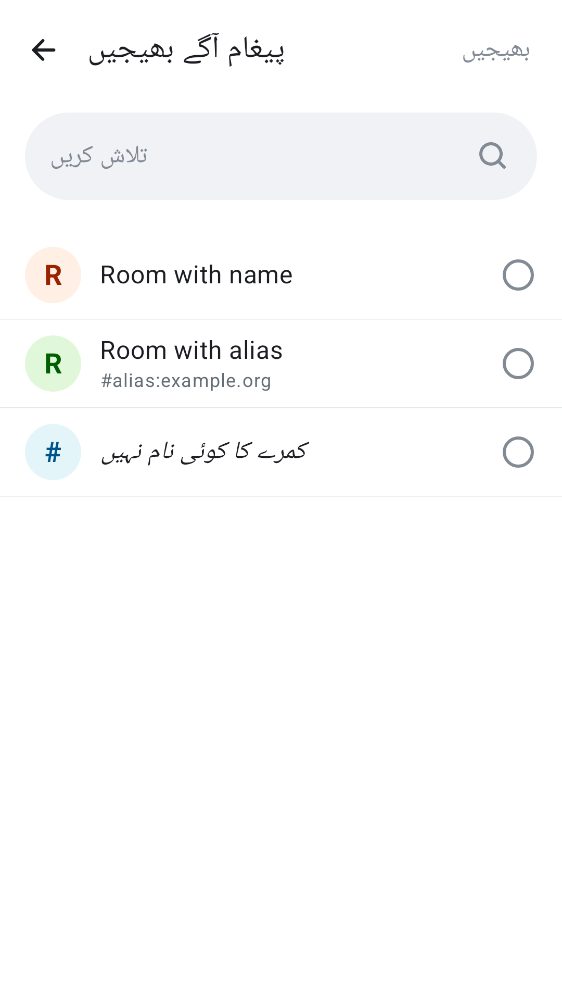 پیغام آگے بھیجیں
بھیجیں
تلاش کریں
R
Room with name
R
Room with alias
#alias:example.org
#
کمرے کا کوئی نام نہیں